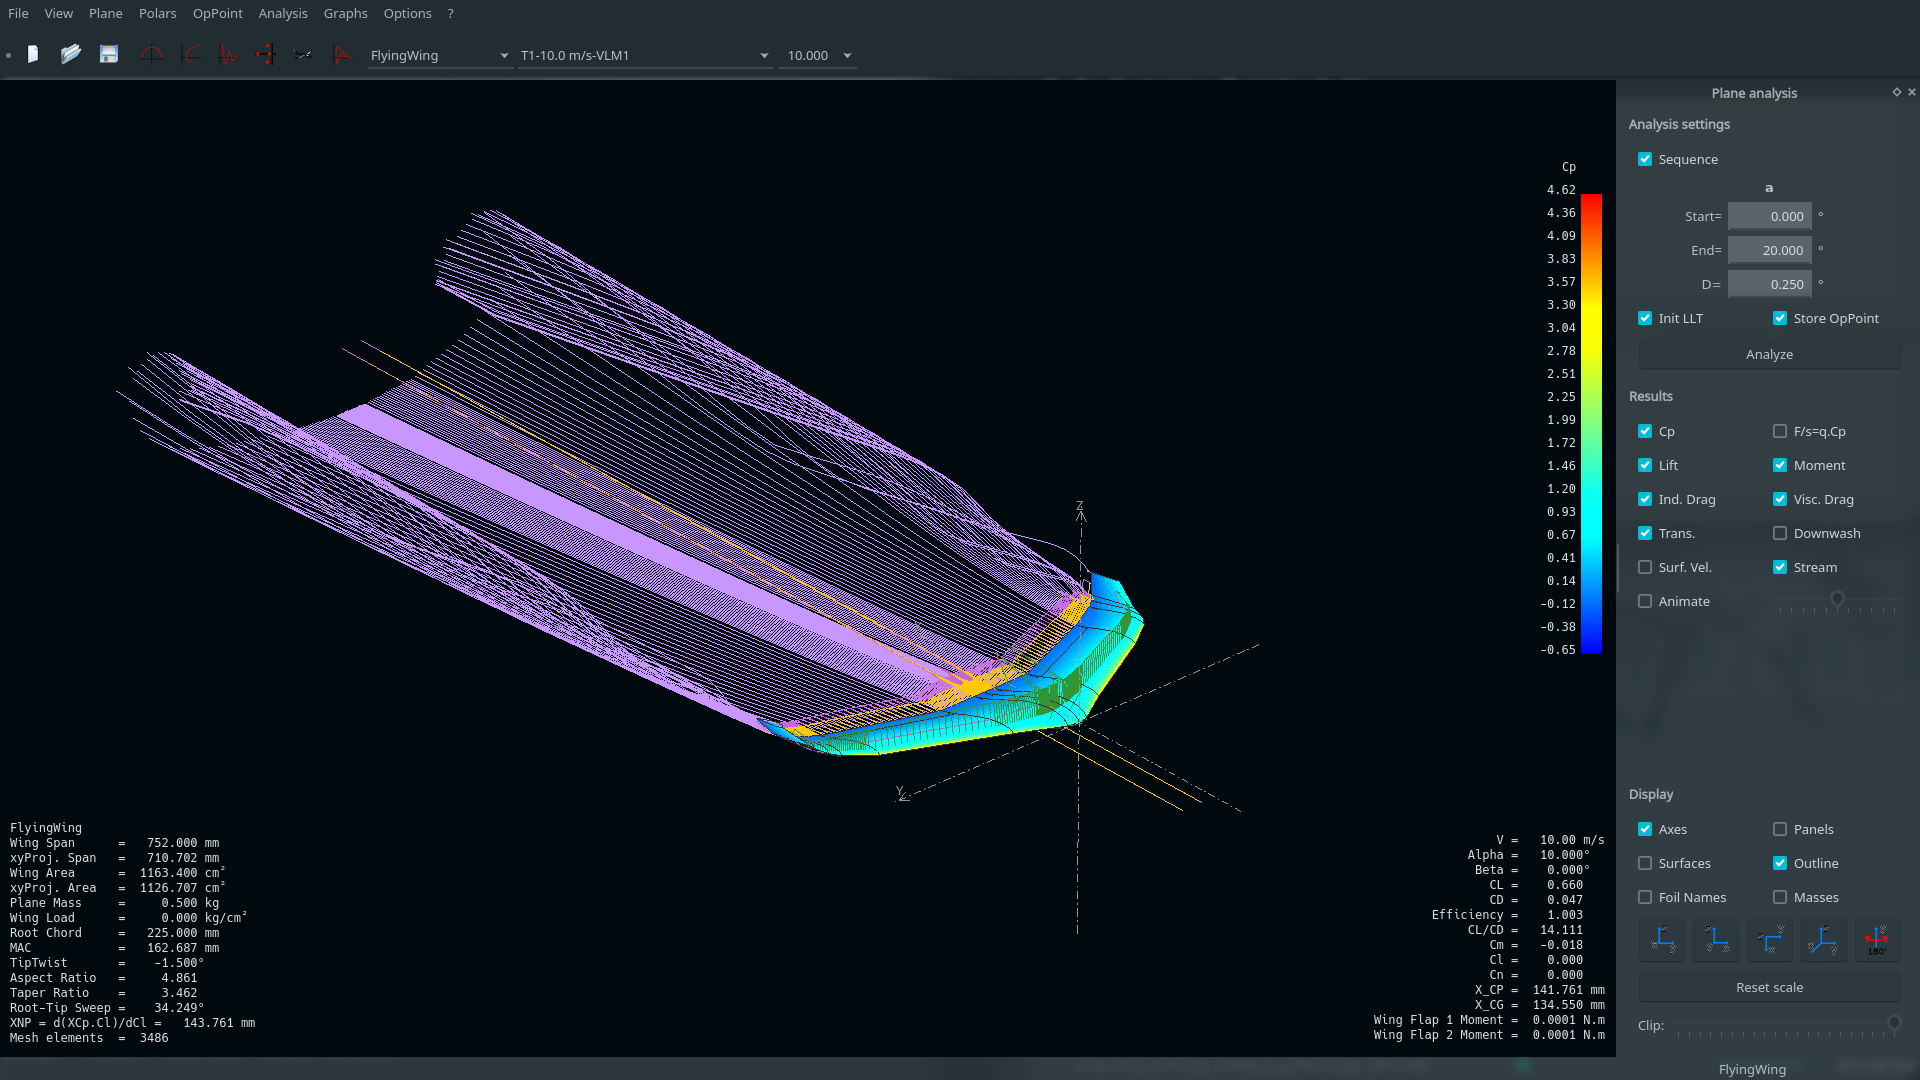 File View Plane Polars OpPoint Analysis Graphs Options ?
FlyingWing T1-10.0 m/s-VLM1 10.000
Plane analysis
Analysis settings
Sequence
a
Start= 0.000 °
End= 20.000 °
D= 0.250 °
Init LLT Store OpPoint
Analyze
Results
Cp F/s=q.Cp
Lift Moment
Ind. Drag Visc. Drag
Trans. Downwash
Surf. Vel. Stream
Animate
Display
Axes Panels
Surfaces Outline
Foil Names Masses
180°
Reset scale
Clip:
FlyingWing
Cp
4.62
4.36
4.09
3.83
3.57
3.30
3.04
2.78
2.51
2.25
1.99
1.72
1.46
1.20
0.93
0.67
0.41
0.14
-0.12
-0.38
-0.65
Z
Y
FlyingWing
Wing Span = 752.000 mm
xyProj. Span = 710.702 mm
Wing Area = 1163.400 cm²
xyProj. Area = 1126.707 cm²
Plane Mass = 0.500 kg
Wing Load = 0.000 kg/cm²
Root Chord = 225.000 mm
MAC = 162.687 mm
TipTwist = -1.500°
Aspect Ratio = 4.861
Taper Ratio = 3.462
Root-Tip Sweep = 34.249°
XNP = d(XCp.Cl)/dCl = 143.761 mm
Mesh elements = 3486
V = 10.00 m/s
Alpha = 10.000°
Beta = 0.000°
CL = 0.660
CD = 0.047
Efficiency = 1.003
CL/CD = 14.111
Cm = -0.018
Cl = 0.000
Cn = 0.000
X_CP = 141.761 mm
X_CG = 134.550 mm
Wing Flap 1 Moment = 0.0001 N.m
Wing Flap 2 Moment = 0.0001 N.m